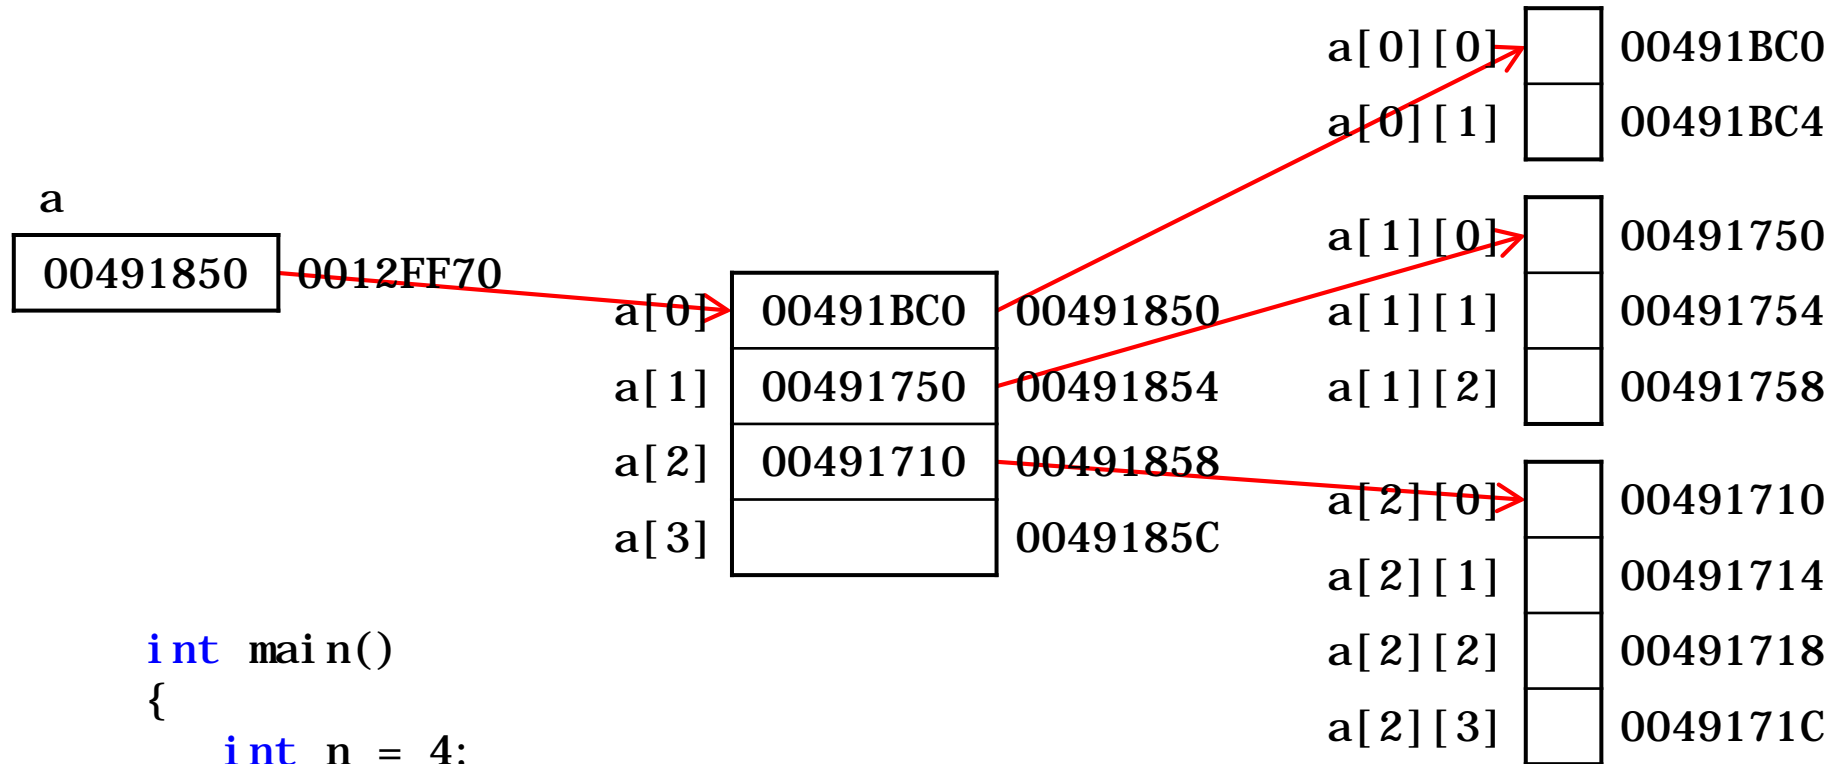 a
00491850 0012FF70
a[0] 00491BC0 00491850
a[1] 00491750 00491854
a[2] 00491710 00491858
a[3] 0049185C
a[0][0] 00491BC0
a[0][1] 00491BC4
a[1][0] 00491750
a[1][1] 00491754
a[1][2] 00491758
a[2][0] 00491710
a[2][1] 00491714
a[2][2] 00491718
a[2][3] 0049171C
int main()
{
int n = 4;